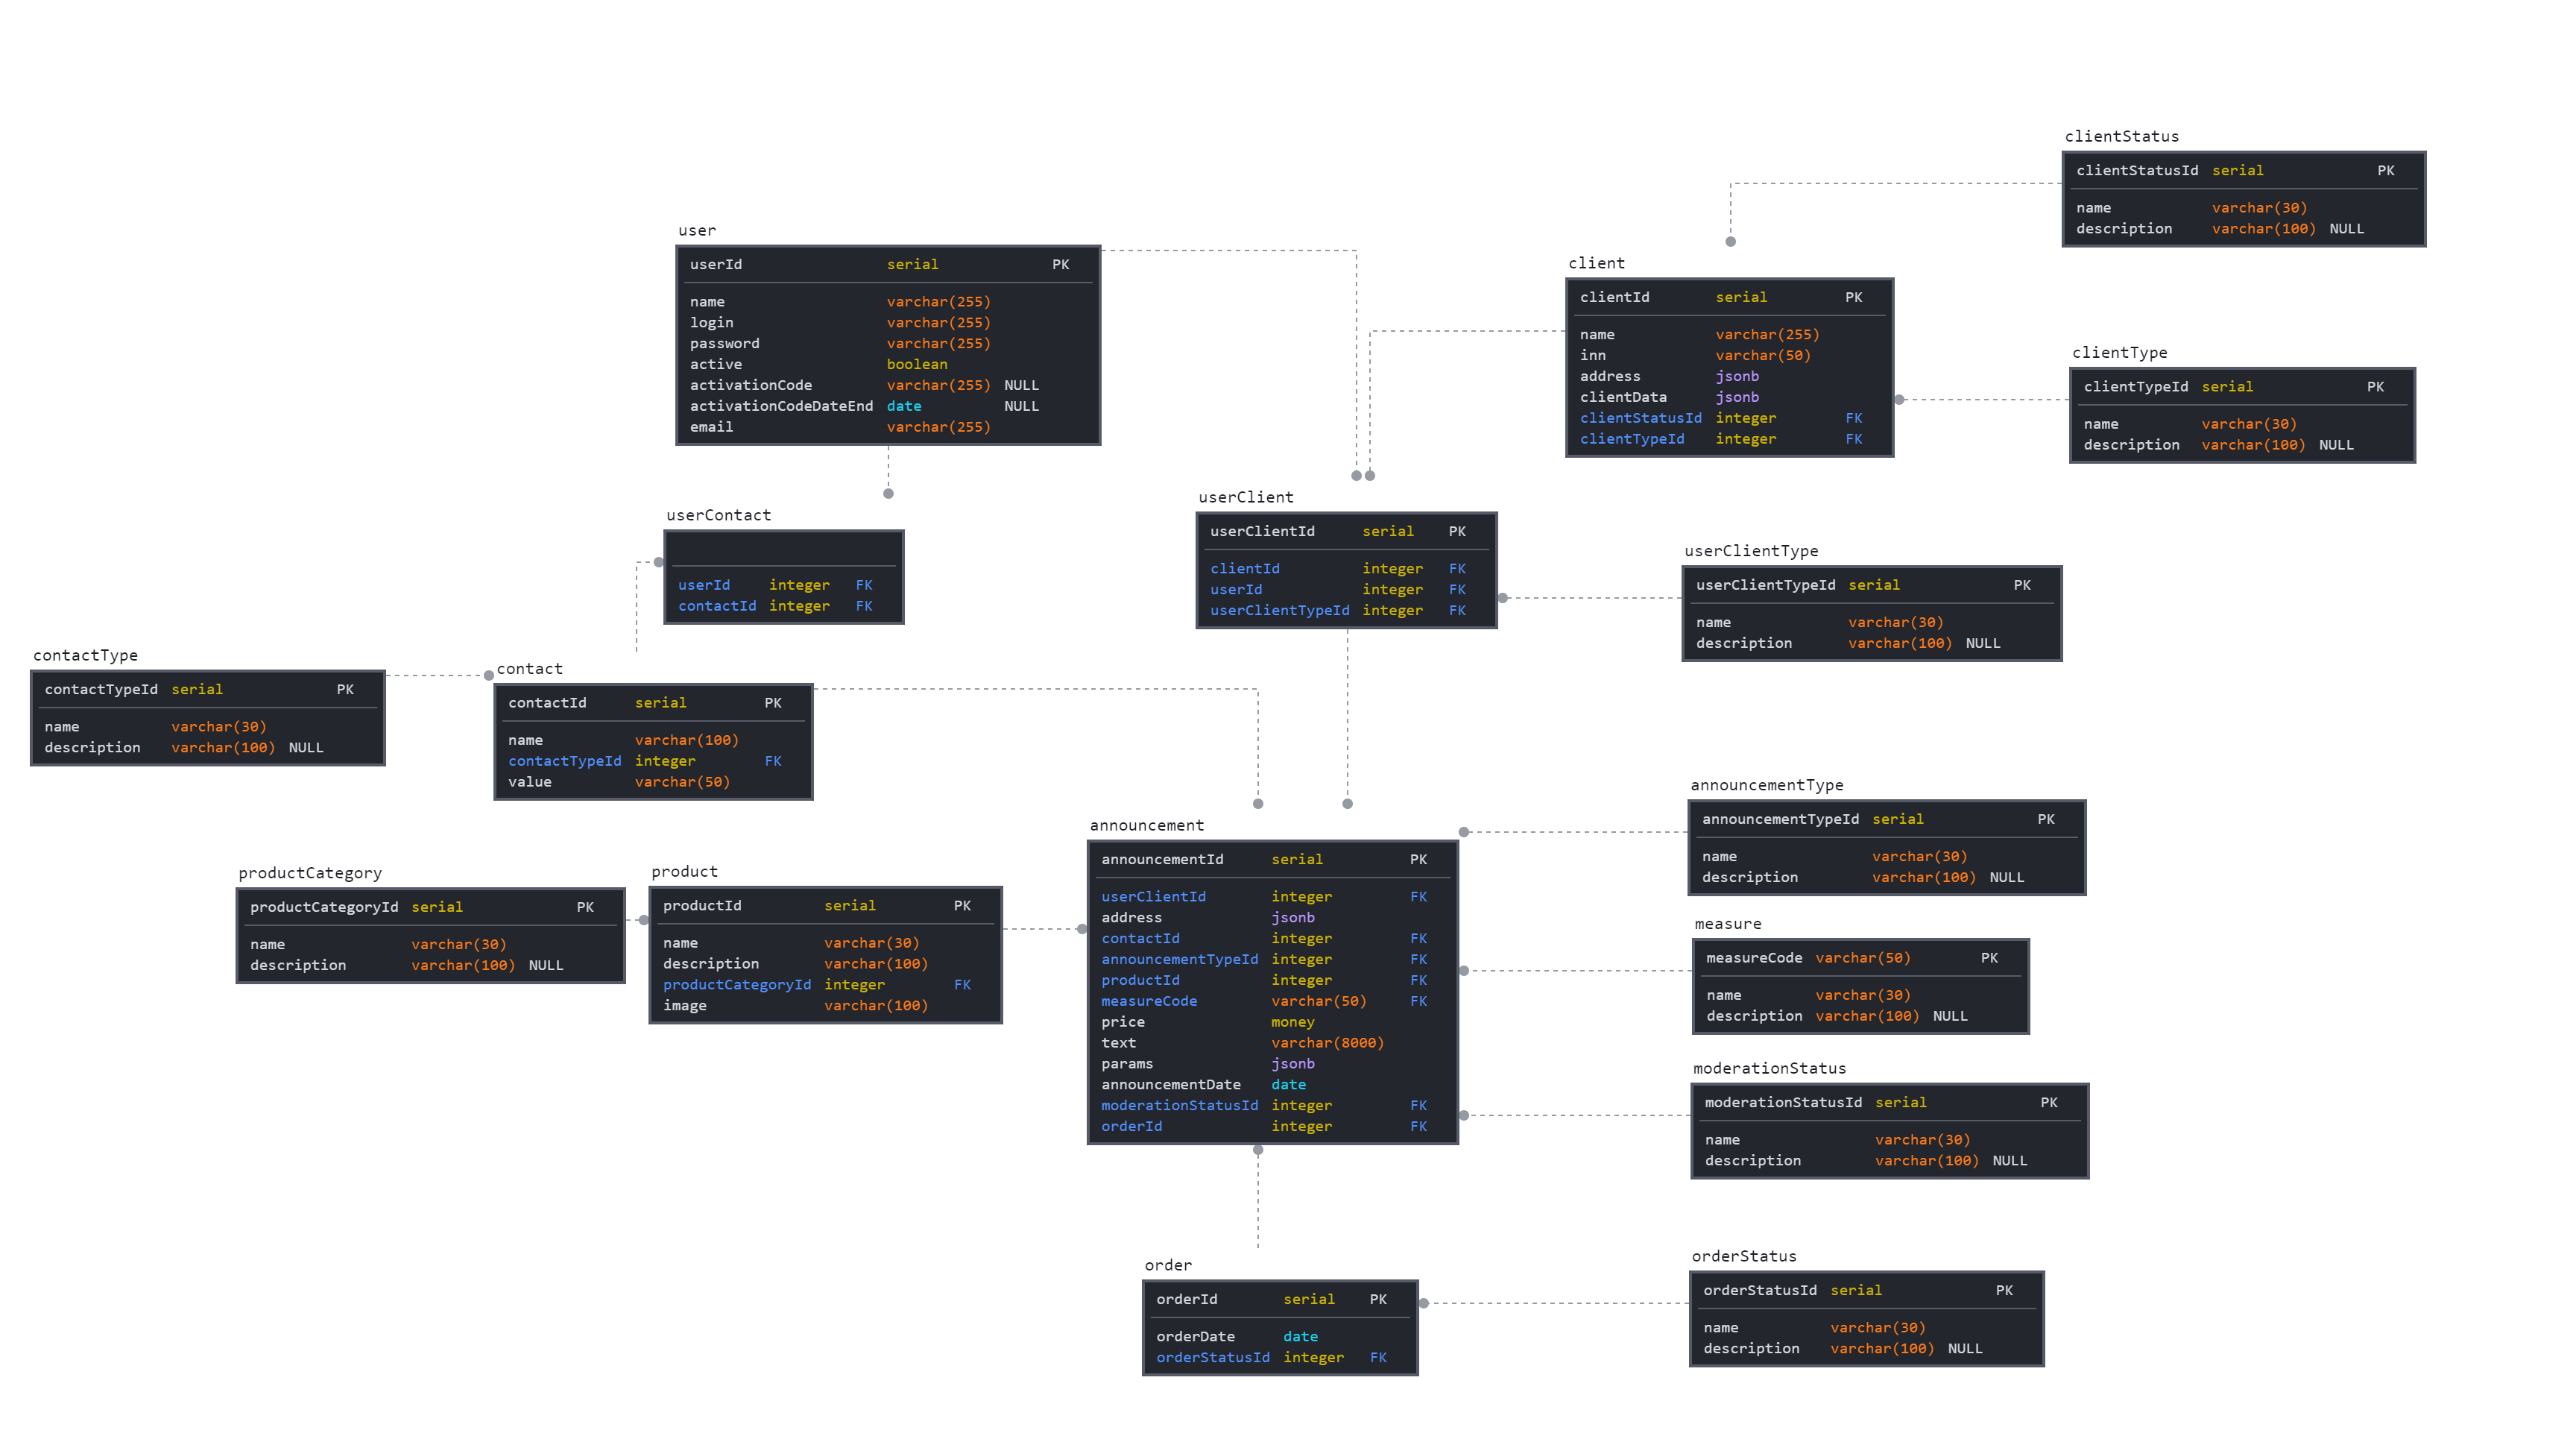 clientStatus
clientStatusId serial PK
name varchar(30)
description varchar(100) NULL
user
userId serial PK
name varchar(255)
login varchar(255)
password varchar(255)
active boolean
activationCode varchar(255) NULL
activationCodeDateEnd date NULL
email varchar(255)
client
clientId serial PK
name varchar(255)
inn varchar(50)
address jsonb
clientData jsonb
clientStatusId integer FK
clientTypeId integer FK
clientType
clientTypeId serial PK
name varchar(30)
description varchar(100) NULL
userContact
userId integer FK
contactId integer FK
userClient
userClientId serial PK
clientId integer FK
userId integer FK
userClientTypeId integer FK
userClientType
userClientTypeId serial PK
name varchar(30)
description varchar(100) NULL
contactType
contactTypeId serial PK
name varchar(30)
description varchar(100) NULL
contact
contactId serial PK
name varchar(100)
contactTypeId integer FK
value varchar(50)
productCategory
productCategoryId serial PK
name varchar(30)
description varchar(100) NULL
product
productId serial PK
name varchar(30)
description varchar(100)
productCategoryId integer FK
image varchar(100)
announcement
announcementId serial PK
userClientId integer FK
address jsonb
contactId integer FK
announcementTypeId integer FK
productId integer FK
measureCode varchar(50) FK
price money
text varchar(8000)
params jsonb
announcementDate date
moderationStatusId integer FK
orderId integer FK
announcementType
announcementTypeId serial PK
name varchar(30)
description varchar(100) NULL
measure
measureCode varchar(50) PK
name varchar(30)
description varchar(100) NULL
moderationStatus
moderationStatusId serial PK
name varchar(30)
description varchar(100) NULL
order
orderId serial PK
orderDate date
orderStatusId integer FK
orderStatus
orderStatusId serial PK
name varchar(30)
description varchar(100) NULL